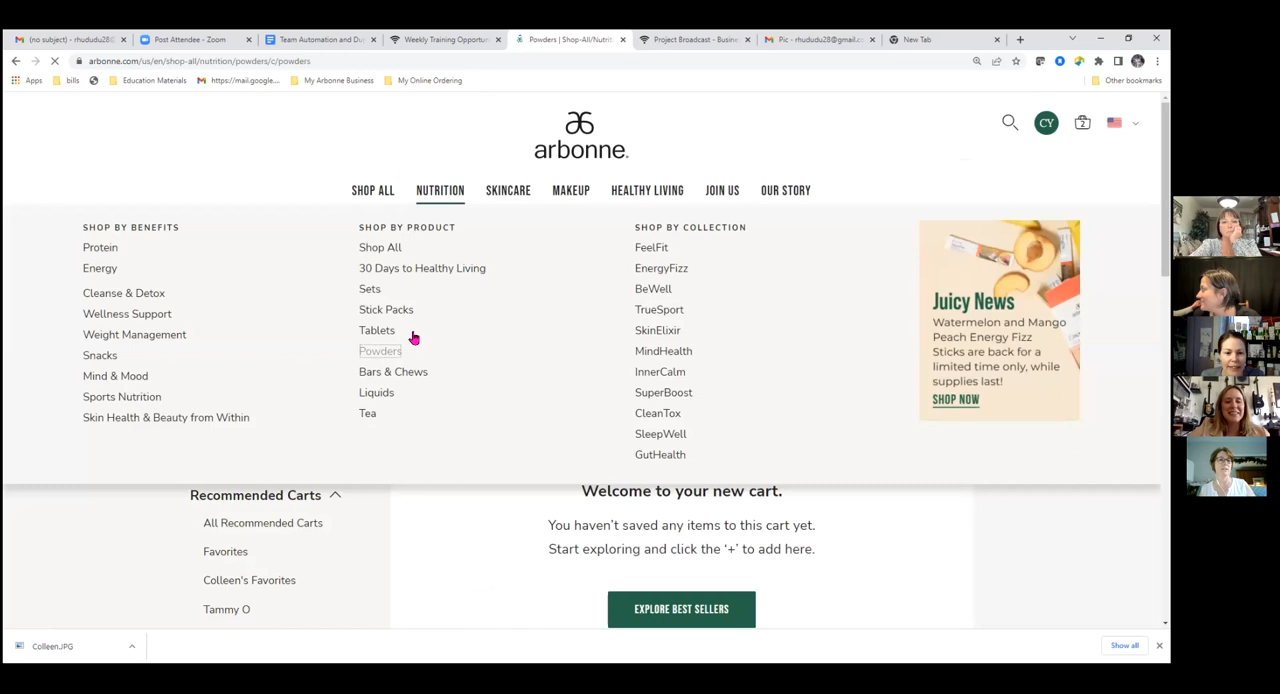 (no subject) - rhududu28@
Post Attendee - Zoom
Team Automation and Du
Weekly Training Opportun
Powders | Shop-All/Nutriti
Project Broadcast - Busine
Pic - rhududu28@gmail.c
New Tab
arbonne.com/us/en/shop-all/nutrition/powders/c/powders
Apps
bills
Education Materials
https://mail.google....
My Arbonne Business
My Online Ordering
Other bookmarks
arbonne.
CY
2
SHOP ALL
NUTRITION
SKINCARE
MAKEUP
HEALTHY LIVING
JOIN US
OUR STORY
SHOP BY BENEFITS
Protein
Energy
Cleanse & Detox
Wellness Support
Weight Management
Snacks
Mind & Mood
Sports Nutrition
Skin Health & Beauty from Within
SHOP BY PRODUCT
Shop All
30 Days to Healthy Living
Sets
Stick Packs
Tablets
Powders
Bars & Chews
Liquids
Tea
SHOP BY COLLECTION
FeelFit
EnergyFizz
BeWell
TrueSport
SkinElixir
MindHealth
InnerCalm
SuperBoost
CleanTox
SleepWell
GutHealth
Juicy News
Watermelon and Mango
Peach Energy Fizz
Sticks are back for a
limited time only, while
supplies last!
SHOP NOW
Recommended Carts
All Recommended Carts
Favorites
Colleen's Favorites
Tammy O
Welcome to your new cart.
You haven't saved any items to this cart yet.
Start exploring and click the '+' to add here.
EXPLORE BEST SELLERS
Colleen.JPG
Show all